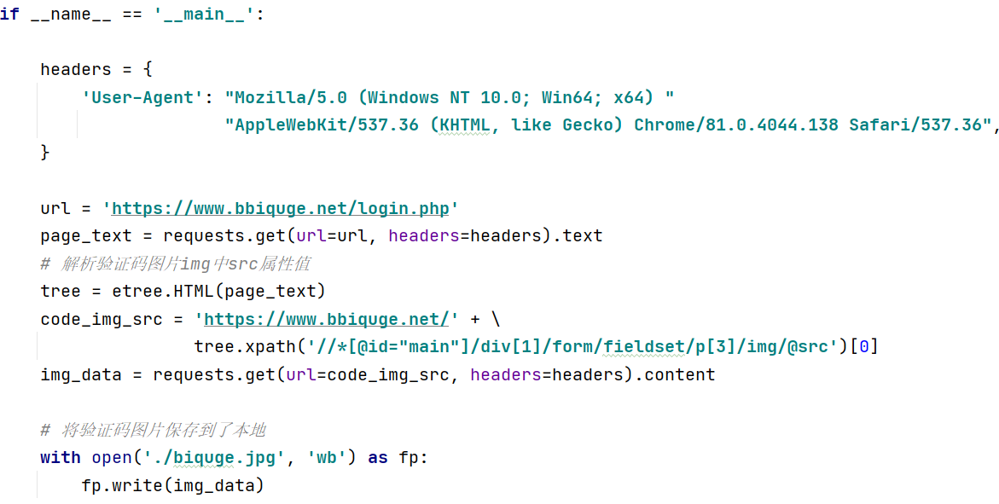 if __name__ == '__main__':
headers = {
'User-Agent': "Mozilla/5.0 (Windows NT 10.0; Win64; x64) "
"AppleWebKit/537.36 (KHTML, like Gecko) Chrome/81.0.4044.138 Safari/537.36",
}
url = 'https://www.bbiquge.net/login.php'
page_text = requests.get(url=url, headers=headers).text
# 解析验证码图片img中src属性值
tree = etree.HTML(page_text)
code_img_src = 'https://www.bbiquge.net/' + \
tree.xpath('//*[@id="main"]/div[1]/form/fieldset/p[3]/img/@src')[0]
img_data = requests.get(url=code_img_src, headers=headers).content
# 将验证码图片保存到了本地
with open('./biquge.jpg', 'wb') as fp:
fp.write(img_data)